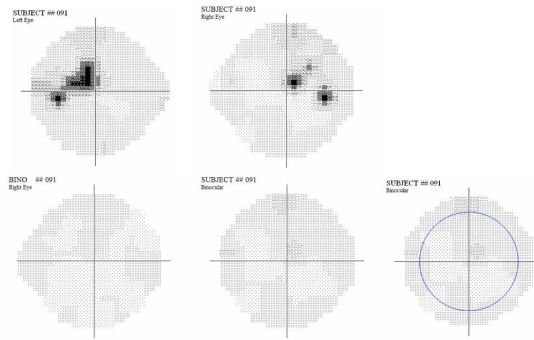 SUBJECT ## 091
Left Eye
SUBJECT ## 091
Right Eye
BINO ## 091
Right Eye
SUBJECT ## 091
Binocular
SUBJECT ## 091
Binocular